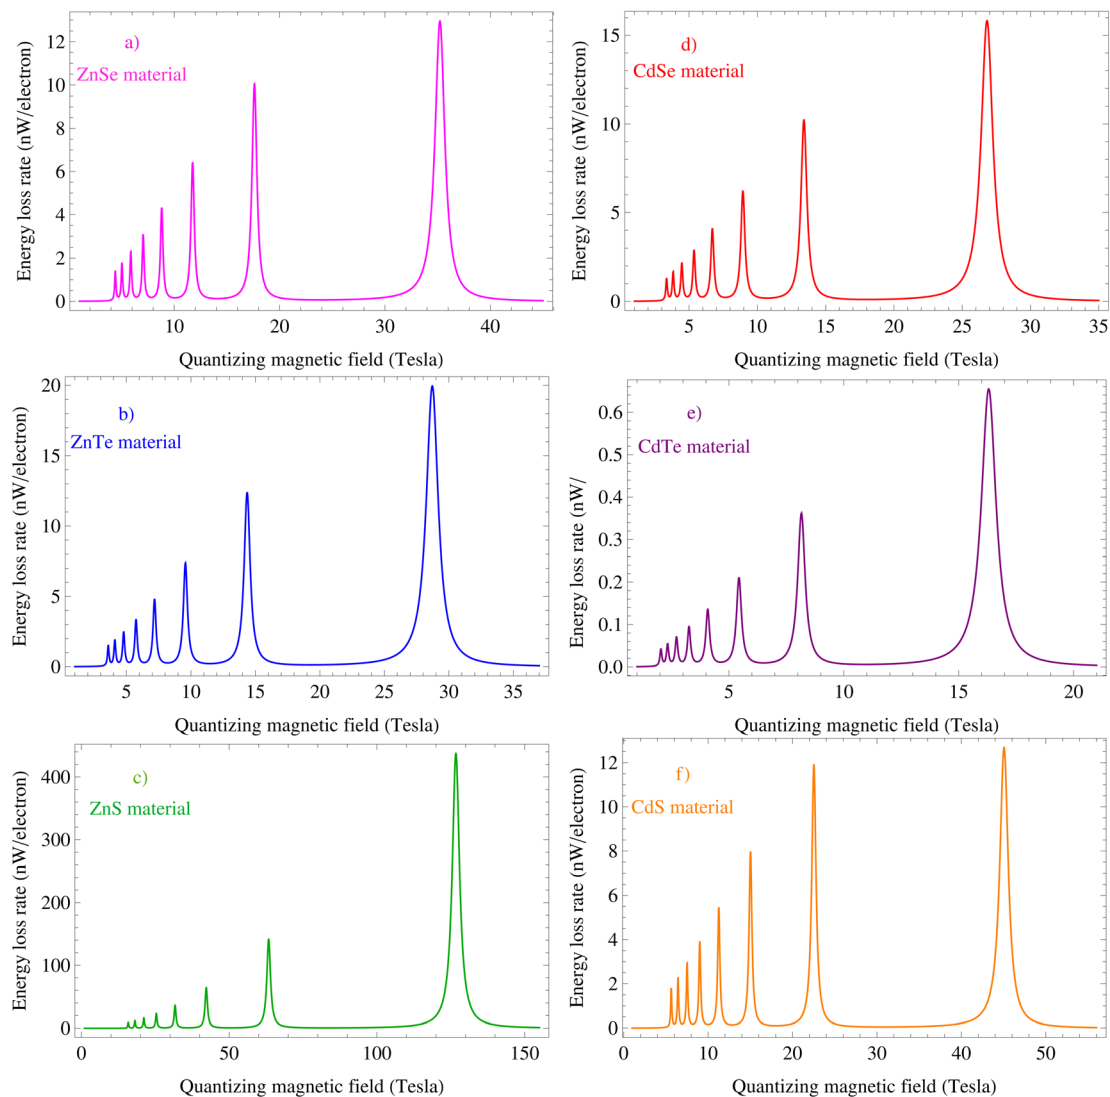 a)
ZnSe material
Energy loss rate (nW/electron)
12
10
8
6
4
2
0
10 20 30 40
Quantizing magnetic field (Tesla)
d)
CdSe material
Energy loss rate (nW/electron)
15
10
5
0
5 10 15 20 25 30 35
Quantizing magnetic field (Tesla)
b)
ZnTe material
Energy loss rate (nW/electron)
20
15
10
5
0
5 10 15 20 25 30 35
Quantizing magnetic field (Tesla)
e)
CdTe material
Energy loss rate (nW/
0.6
0.5
0.4
0.3
0.2
0.1
0.0
5 10 15 20
Quantizing magnetic field (Tesla)
c)
ZnS material
Energy loss rate (nW/electron)
400
300
200
100
0
0 50 100 150
Quantizing magnetic field (Tesla)
f)
CdS material
Energy loss rate (nW/electron)
12
10
8
6
4
2
0
0 10 20 30 40 50
Quantizing magnetic field (Tesla)